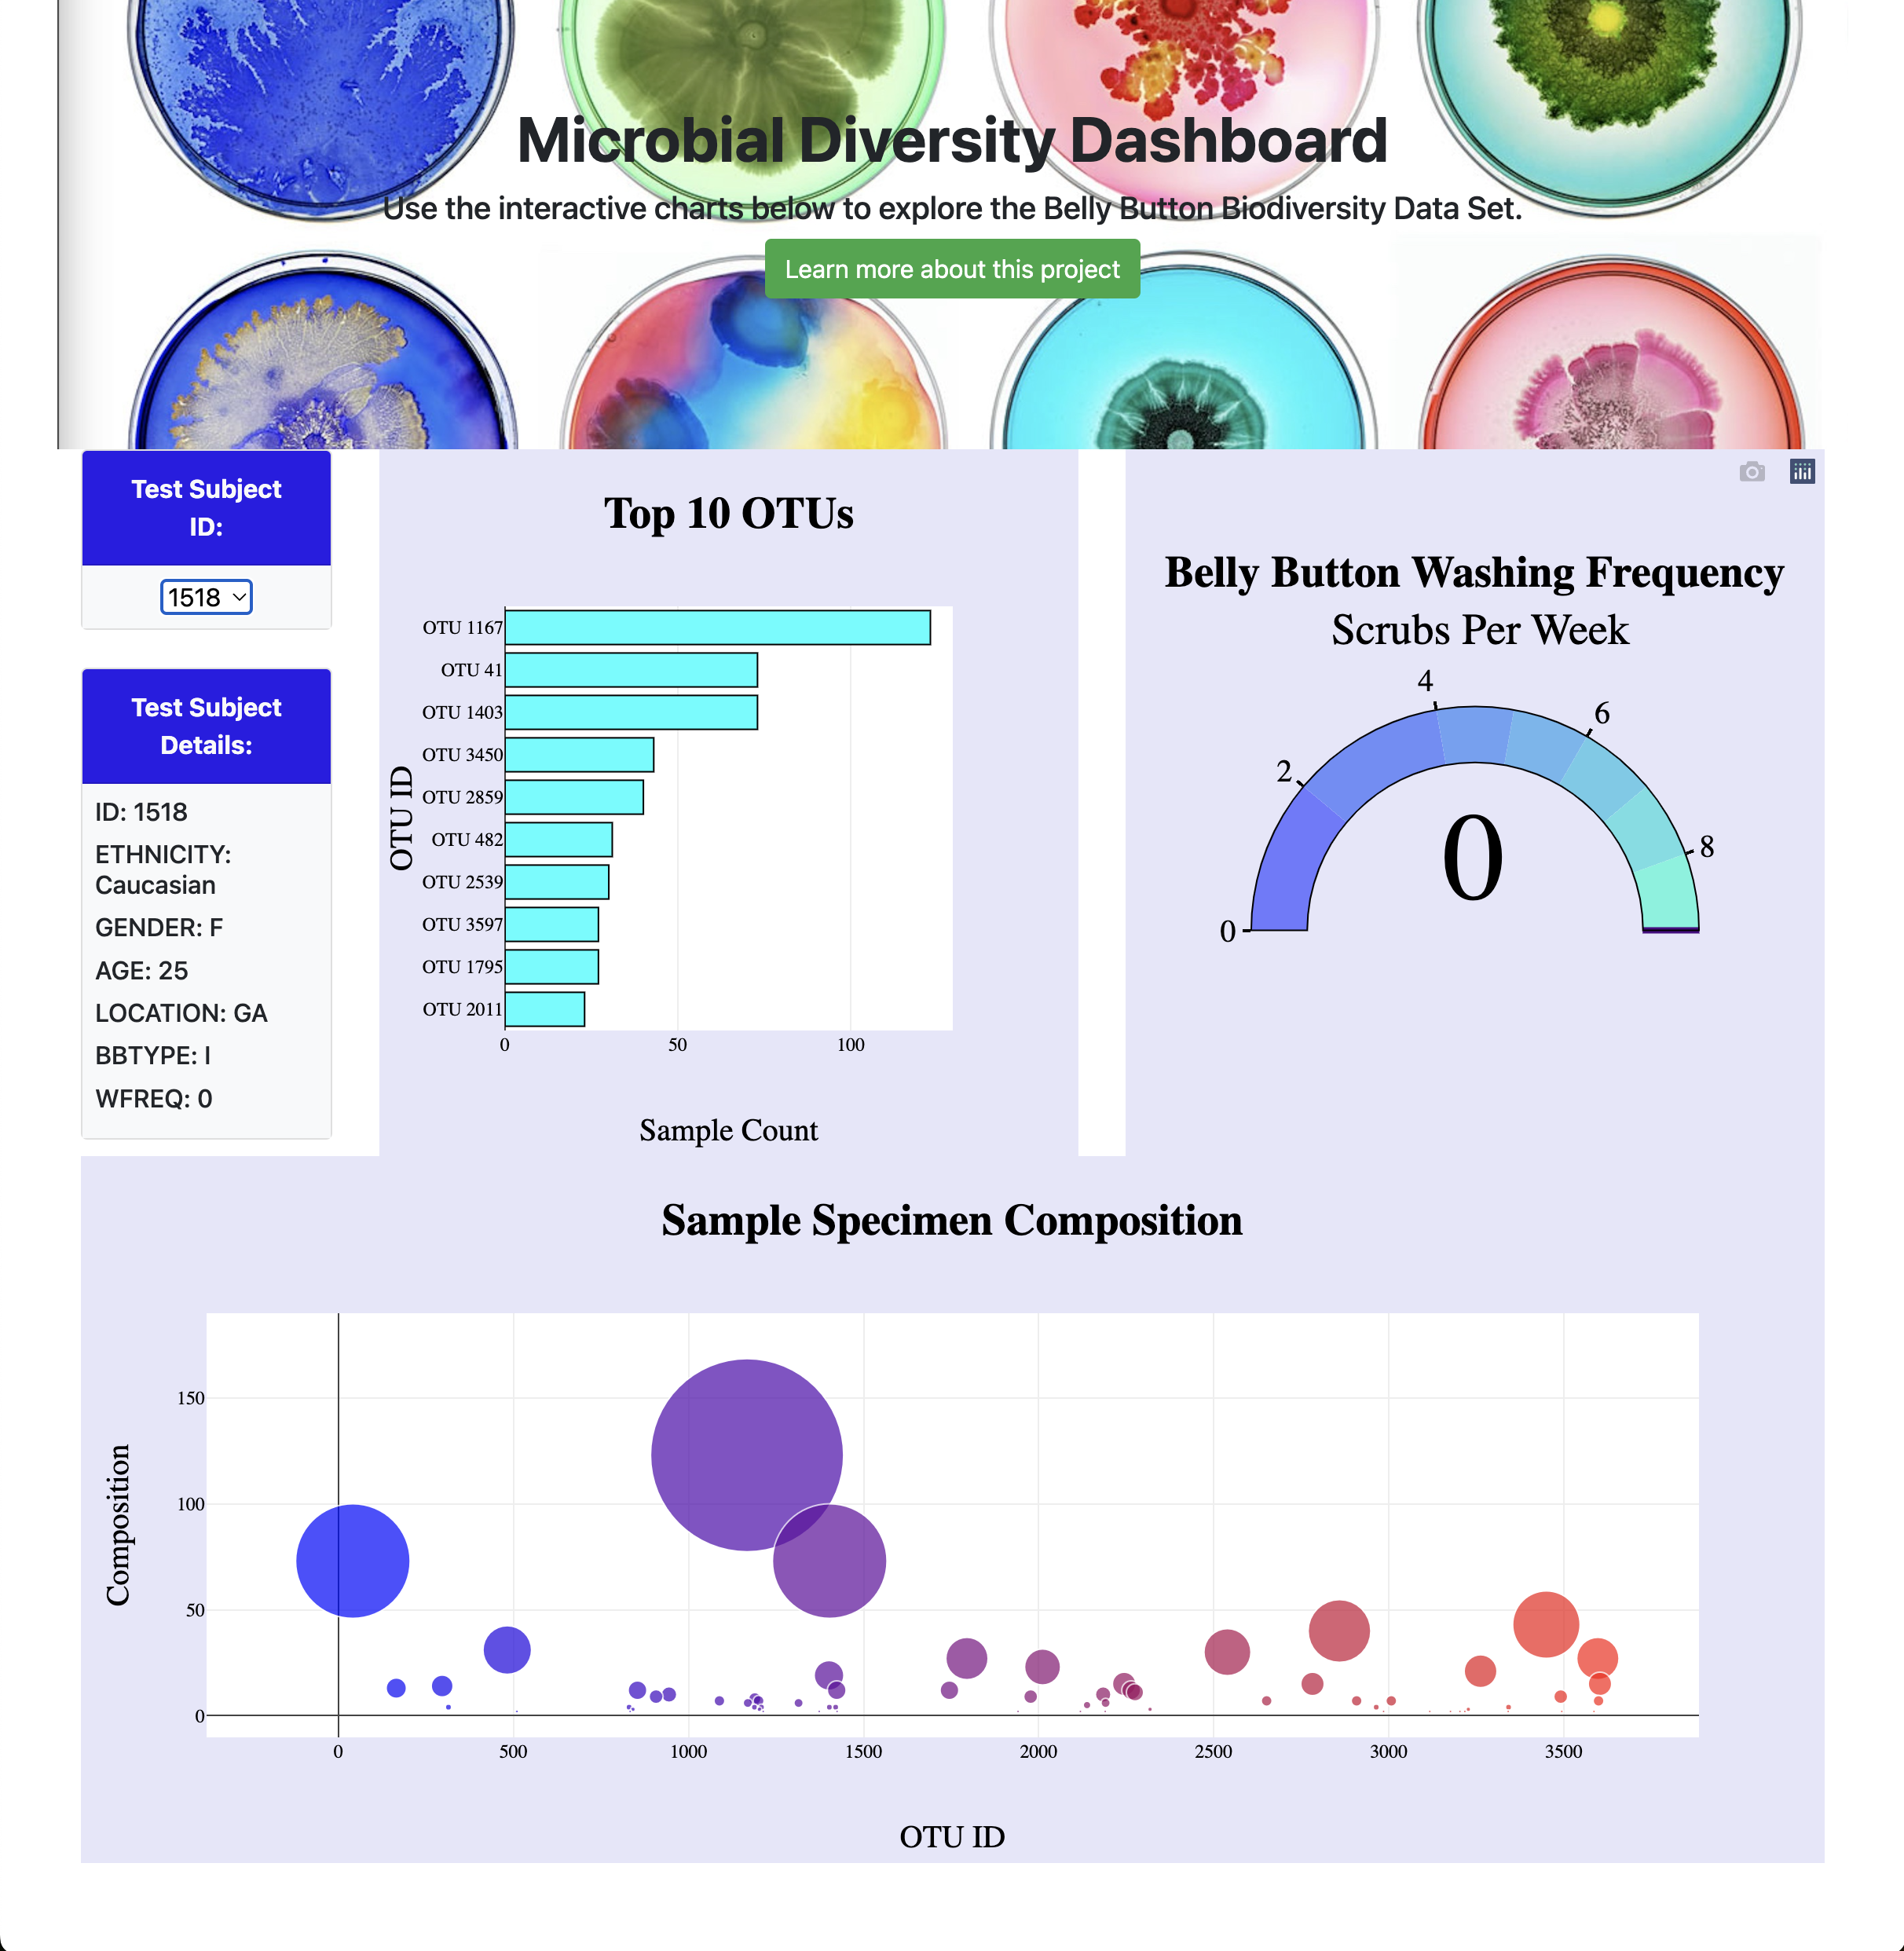 Microbial Diversity Dashboard
Use the interactive charts below to explore the Belly Button Biodiversity Data Set.
Learn more about this project
Test Subject
ID:
1518
Test Subject
Details:
ID: 1518
ETHNICITY:
Caucasian
GENDER: F
AGE: 25
LOCATION: GA
BBTYPE: I
WFREQ: 0
Top 10 OTUs
OTU ID
OTU 1167
OTU 41
OTU 1403
OTU 3450
OTU 2859
OTU 482
OTU 2539
OTU 3597
OTU 1795
OTU 2011
0 50 100
Sample Count
Belly Button Washing Frequency
Scrubs Per Week
0
2
4
6
8
0
Sample Specimen Composition
Composition
150
100
50
0
0 500 1000 1500 2000 2500 3000 3500
OTU ID